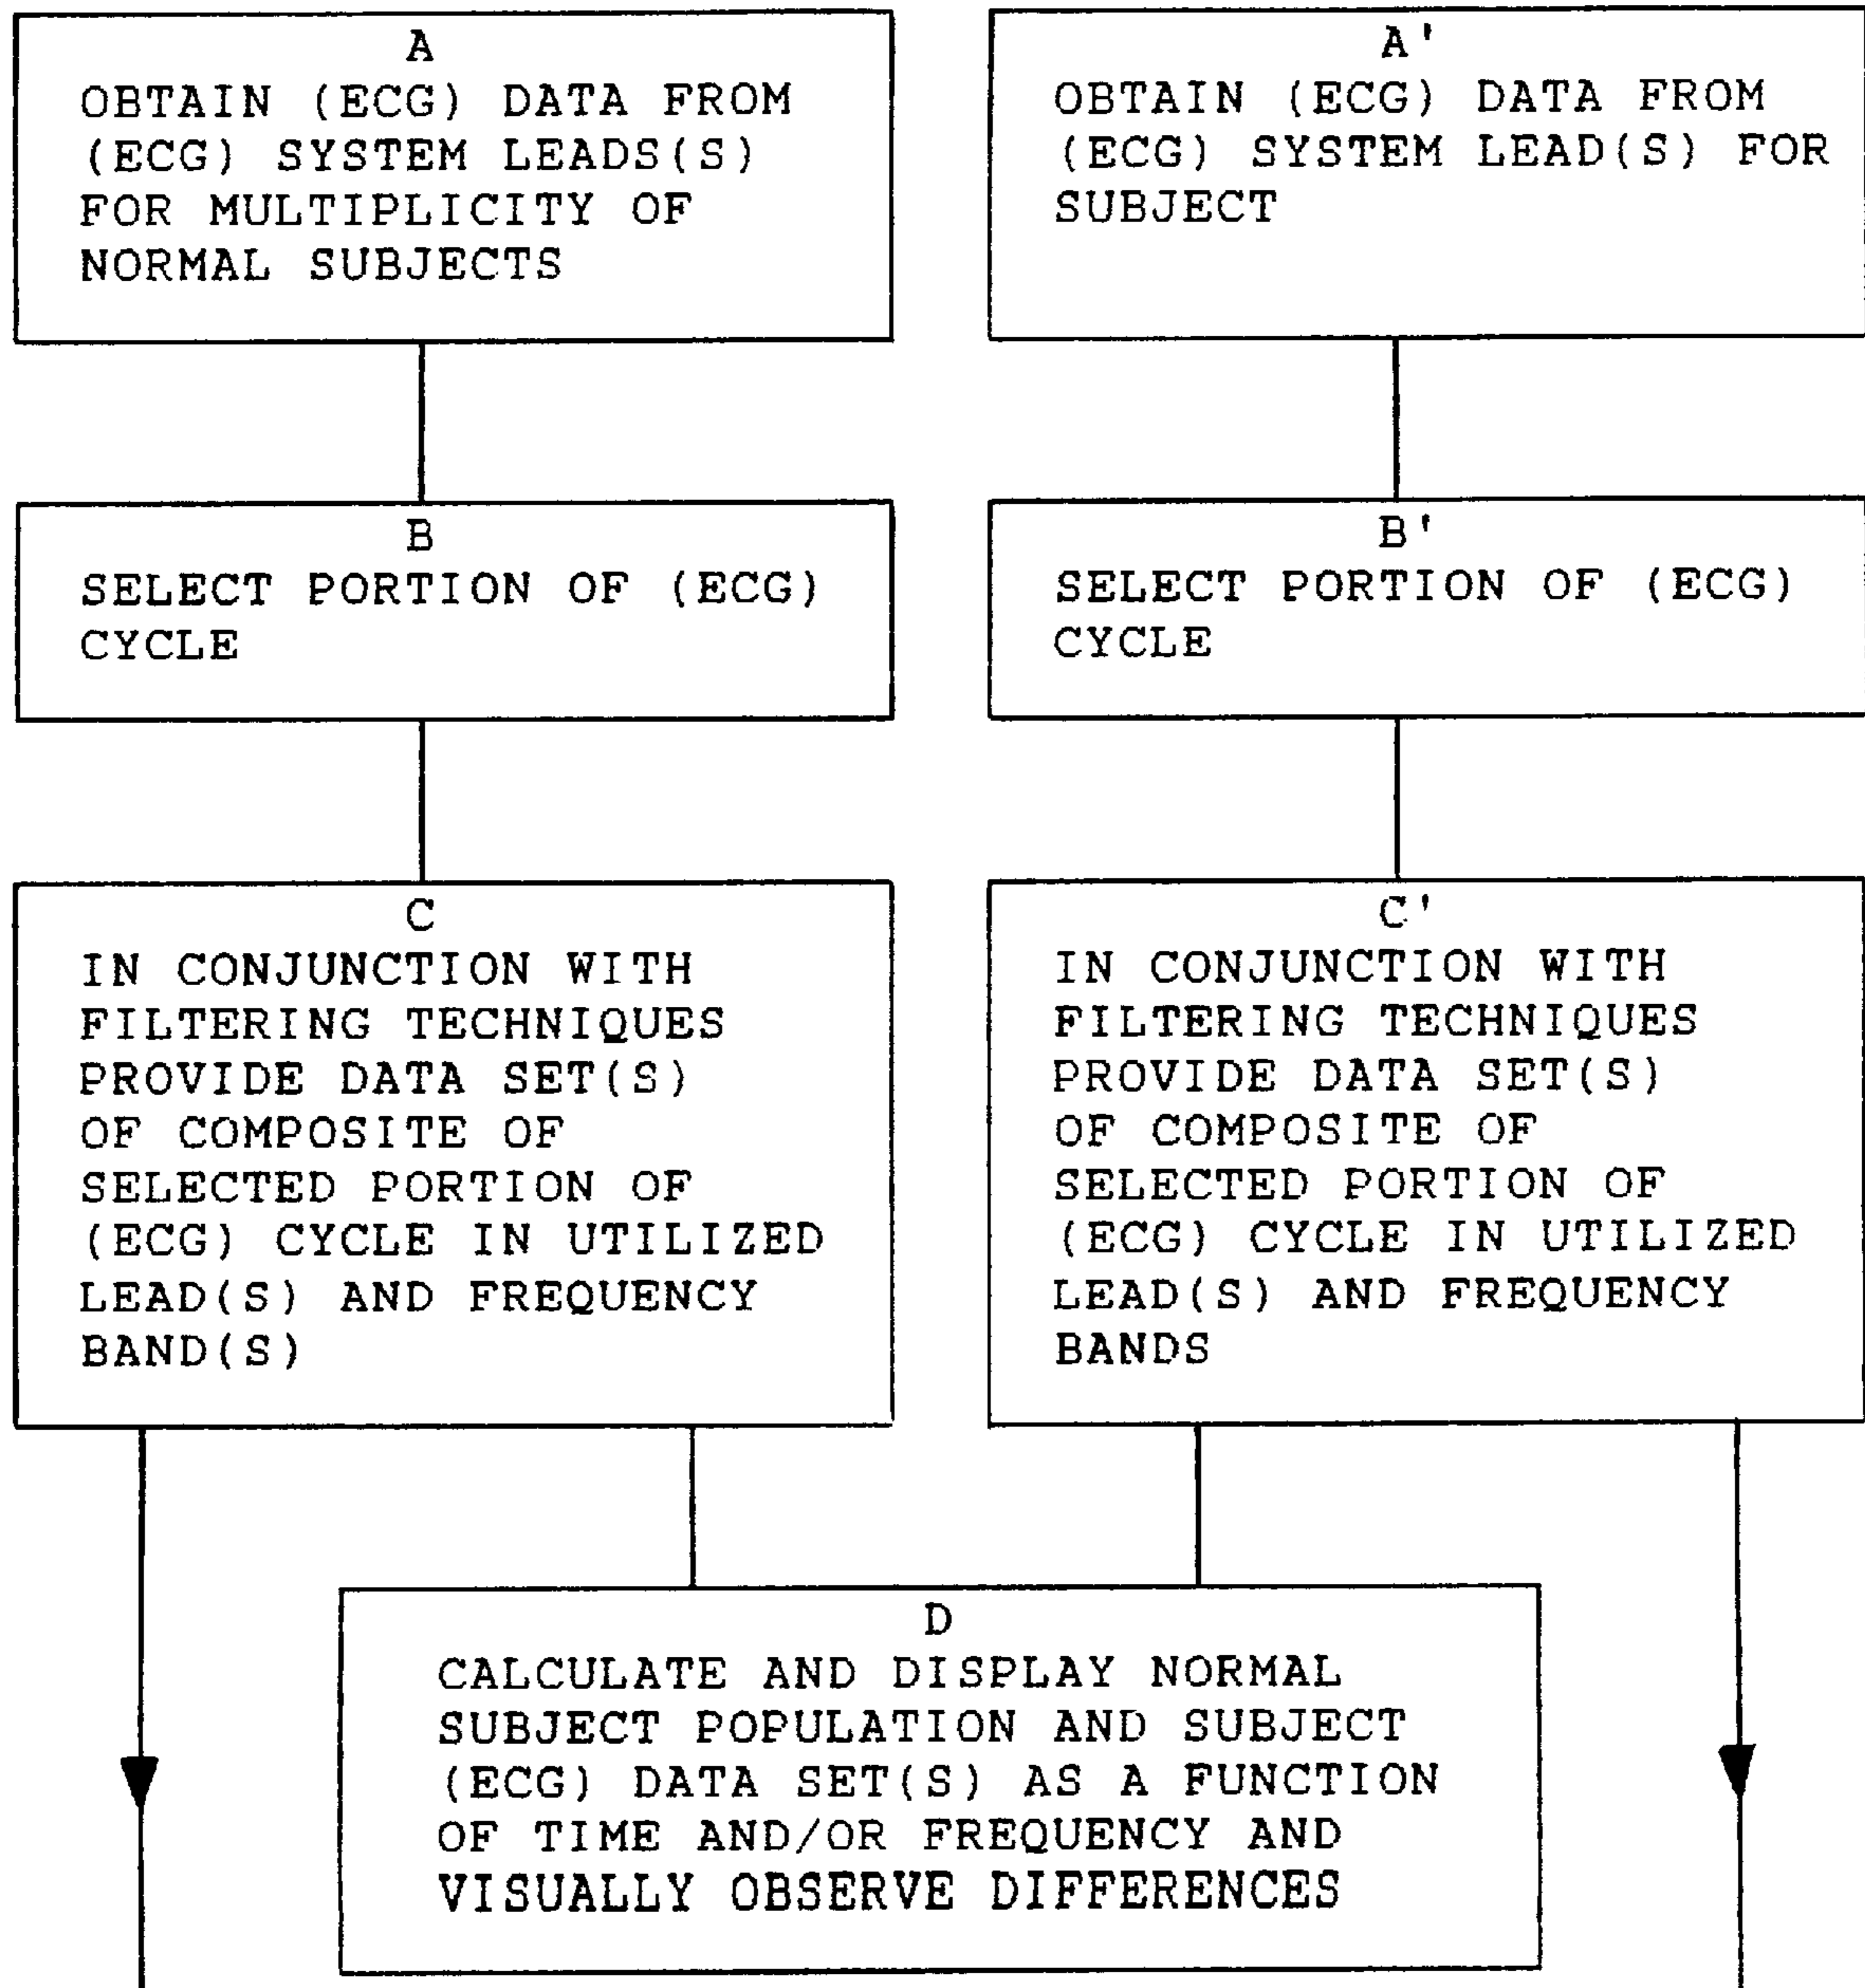 A
OBTAIN (ECG) DATA FROM
(ECG) SYSTEM LEADS(S)
FOR MULTIPLICITY OF
NORMAL SUBJECTS
A'
OBTAIN (ECG) DATA FROM
(ECG) SYSTEM LEAD(S) FOR
SUBJECT
B
SELECT PORTION OF (ECG)
CYCLE
B'
SELECT PORTION OF (ECG)
CYCLE
C
IN CONJUNCTION WITH
FILTERING TECHNIQUES
PROVIDE DATA SET(S)
OF COMPOSITE OF
SELECTED PORTION OF
(ECG) CYCLE IN UTILIZED
LEAD(S) AND FREQUENCY
BAND(S)
C'
IN CONJUNCTION WITH
FILTERING TECHNIQUES
PROVIDE DATA SET(S)
OF COMPOSITE OF
SELECTED PORTION OF
(ECG) CYCLE IN UTILIZED
LEAD(S) AND FREQUENCY
BANDS
D
CALCULATE AND DISPLAY NORMAL
SUBJECT POPULATION AND SUBJECT
(ECG) DATA SET(S) AS A FUNCTION
OF TIME AND/OR FREQUENCY AND
VISUALLY OBSERVE DIFFERENCES